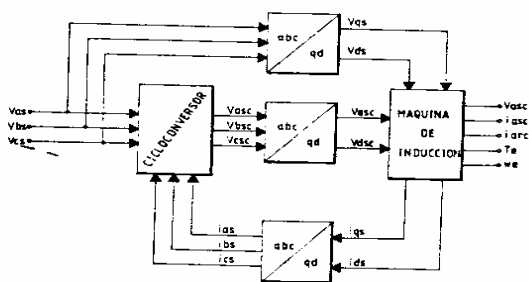 abc
qd
Vqs
Vds
Vas
Vbs
Vcs
CICLOCONVERSOR
Vasc
Vbsc
Vcsc
abc
qd
Vdsc
MAQUINA
DE
INDUCCION
Vasc
iasc
iarc
Te
we
ias
ibs
ics
abc
qd
iqs
ids